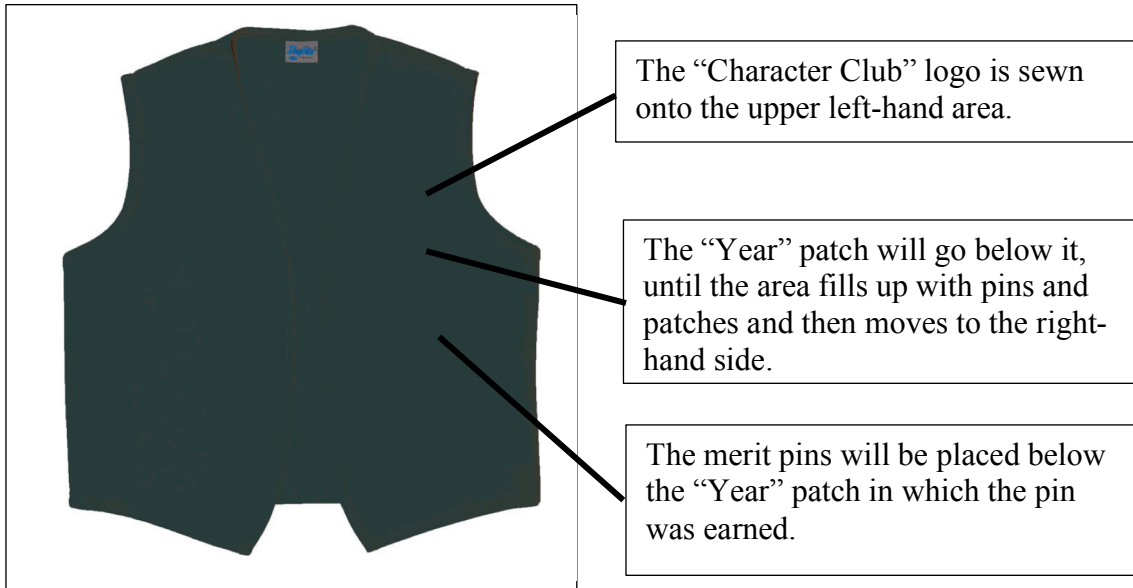 The “Character Club” logo is sewn
onto the upper left-hand area.
The “Year” patch will go below it,
until the area fills up with pins and
patches and then moves to the right-
hand side.
The merit pins will be placed below
the “Year” patch in which the pin
was earned.